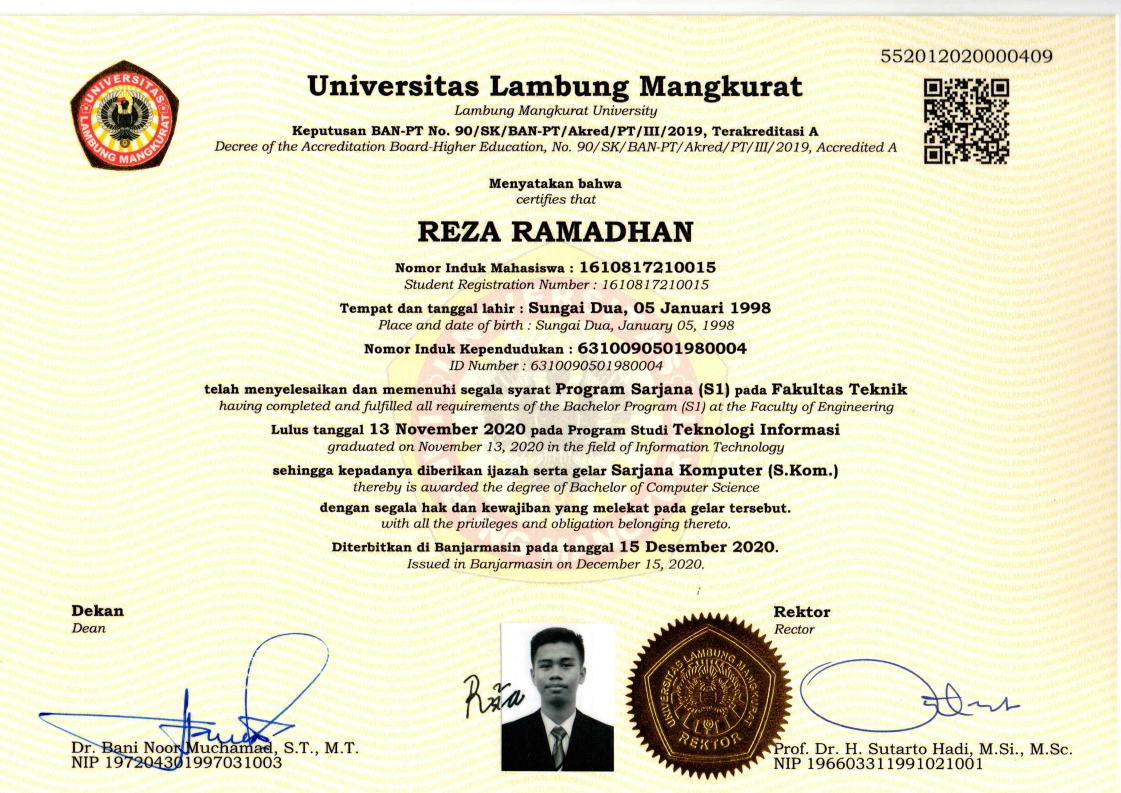 552012020000409
UNIVERSITAS
LAMBUNG MANGKURAT
Universitas Lambung Mangkurat
Lambung Mangkurat University
Keputusan BAN-PT No. 90/SK/BAN-PT/Akred/PT/III/2019, Terakreditasi A
Decree of the Accreditation Board-Higher Education, No. 90/SK/BAN-PT/Akred/PT/III/2019, Accredited A
Menyatakan bahwa
certifies that
REZA RAMADHAN
Nomor Induk Mahasiswa : 1610817210015
Student Registration Number : 1610817210015
Tempat dan tanggal lahir : Sungai Dua, 05 Januari 1998
Place and date of birth : Sungai Dua, January 05, 1998
Nomor Induk Kependudukan : 6310090501980004
ID Number : 6310090501980004
telah menyelesaikan dan memenuhi segala syarat Program Sarjana (S1) pada Fakultas Teknik
having completed and fulfilled all requirements of the Bachelor Program (S1) at the Faculty of Engineering
Lulus tanggal 13 November 2020 pada Program Studi Teknologi Informasi
graduated on November 13, 2020 in the field of Information Technology
sehingga kepadanya diberikan ijazah serta gelar Sarjana Komputer (S.Kom.)
thereby is awarded the degree of Bachelor of Computer Science
dengan segala hak dan kewajiban yang melekat pada gelar tersebut.
with all the privileges and obligation belonging thereto.
Diterbitkan di Banjarmasin pada tanggal 15 Desember 2020.
Issued in Banjarmasin on December 15, 2020.
Dekan
Dean
Rektor
Rector
UNIVERSITAS LAMBUNG MANGKURAT
REKTOR
Dr. Bani Noor Muchamad, S.T., M.T.
NIP 197204301997031003
Prof. Dr. H. Sutarto Hadi, M.Si., M.Sc.
NIP 196603311991021001